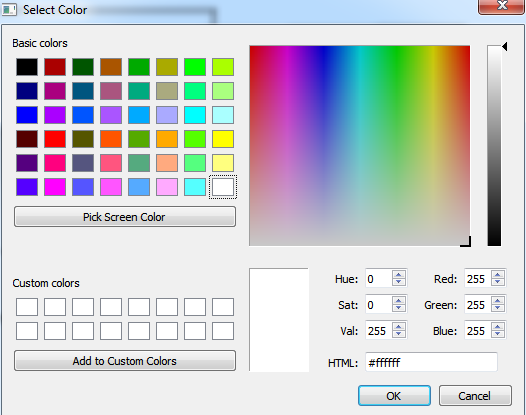 Select Color
Basic colors
Pick Screen Color
Custom colors
Add to Custom Colors
Hue: 0 Red: 255
Sat: 0 Green: 255
Val: 255 Blue: 255
HTML: #ffffff
OK Cancel